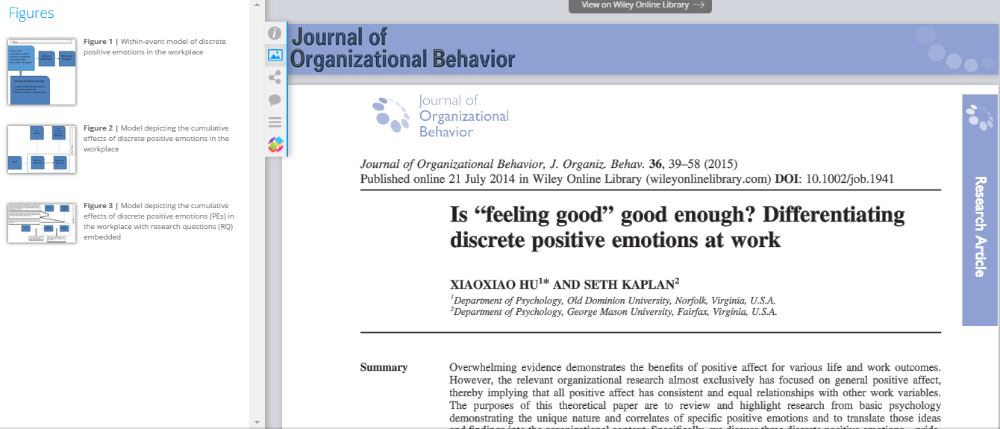 Figures
Figure 1 | Within-event model of discrete
positive emotions in the workplace
Figure 2 | Model depicting the cumulative
effects of discrete positive emotions in the
workplace
Figure 3 | Model depicting the cumulative
effects of discrete positive emotions (PEs) in
the workplace with research questions (RQ)
embedded
View on Wiley Online Library
Journal of
Organizational Behavior
Journal of
Organizational
Behavior
Journal of Organizational Behavior, J. Organiz. Behav. 36, 39–58 (2015)
Published online 21 July 2014 in Wiley Online Library (wileyonlinelibrary.com) DOI: 10.1002/job.1941
Is “feeling good” good enough? Differentiating
discrete positive emotions at work
XIAOXIAO HU1* AND SETH KAPLAN2
1Department of Psychology, Old Dominion University, Norfolk, Virginia, U.S.A.
2Department of Psychology, George Mason University, Fairfax, Virginia, U.S.A.
Research Article
Summary
Overwhelming evidence demonstrates the benefits of positive affect for various life and work outcomes.
However, the relevant organizational research almost exclusively has focused on general positive affect,
thereby implying that all positive affect has consistent and equal relationships with other work variables.
The purposes of this theoretical paper are to review and highlight research from basic psychology
demonstrating the unique nature and correlates of specific positive emotions and to translate those ideas